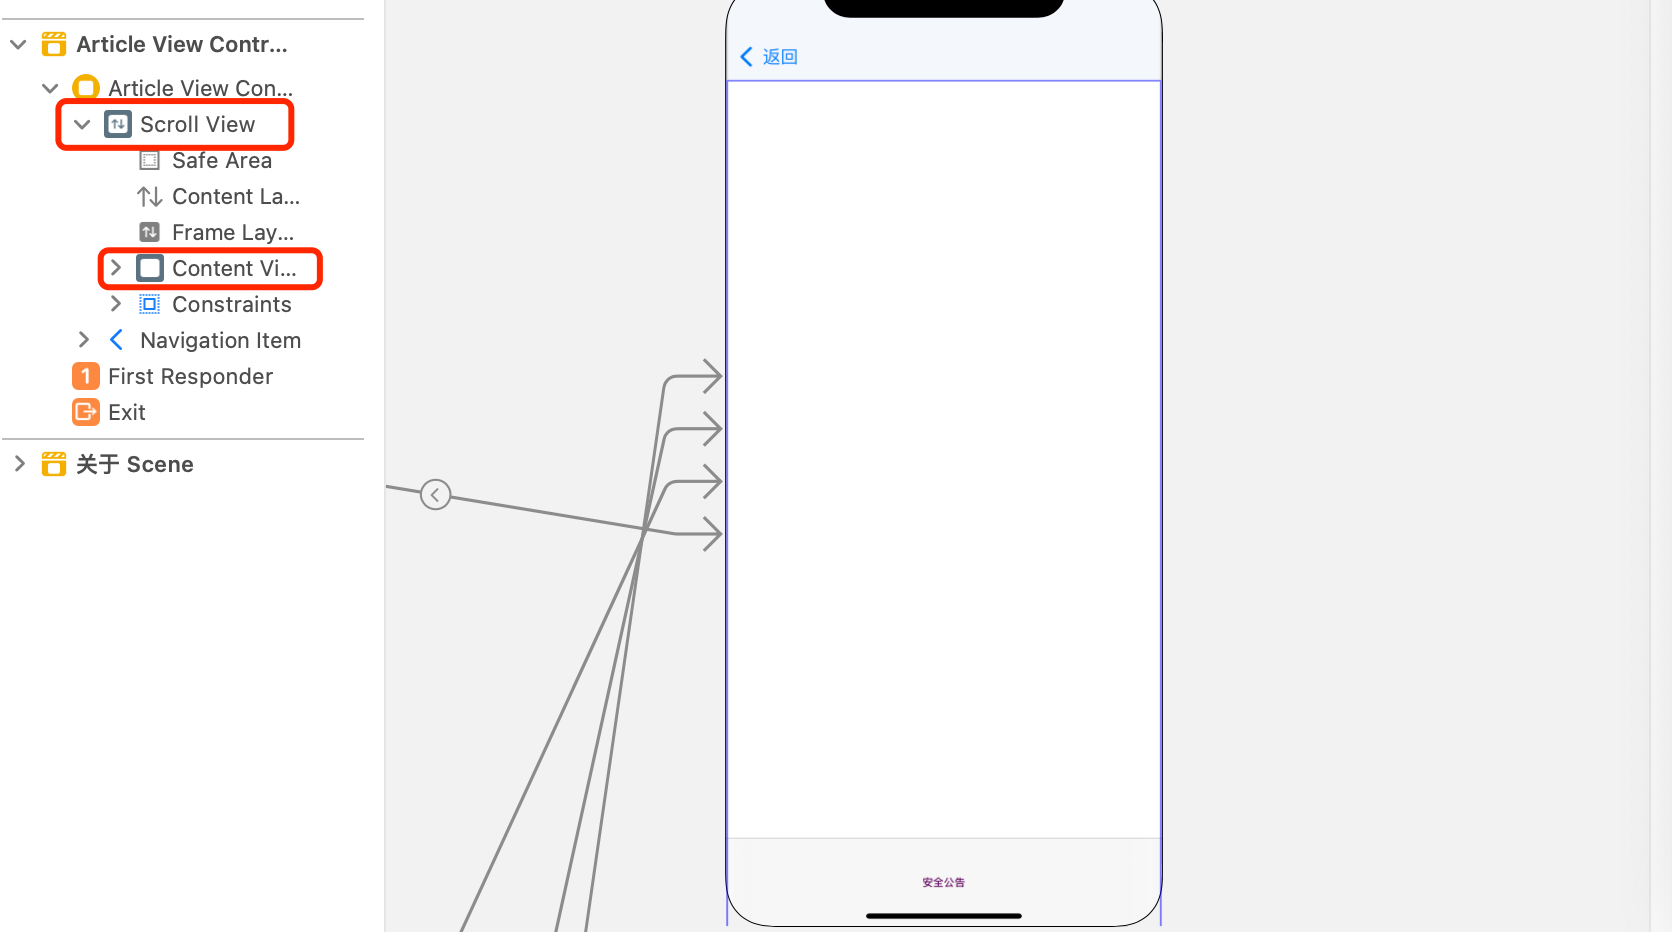 Article View Contr...
Article View Con...
Scroll View
Safe Area
Content La...
Frame Lay...
Content Vi...
Constraints
Navigation Item
1 First Responder
Exit
关于 Scene
返回
安全公告